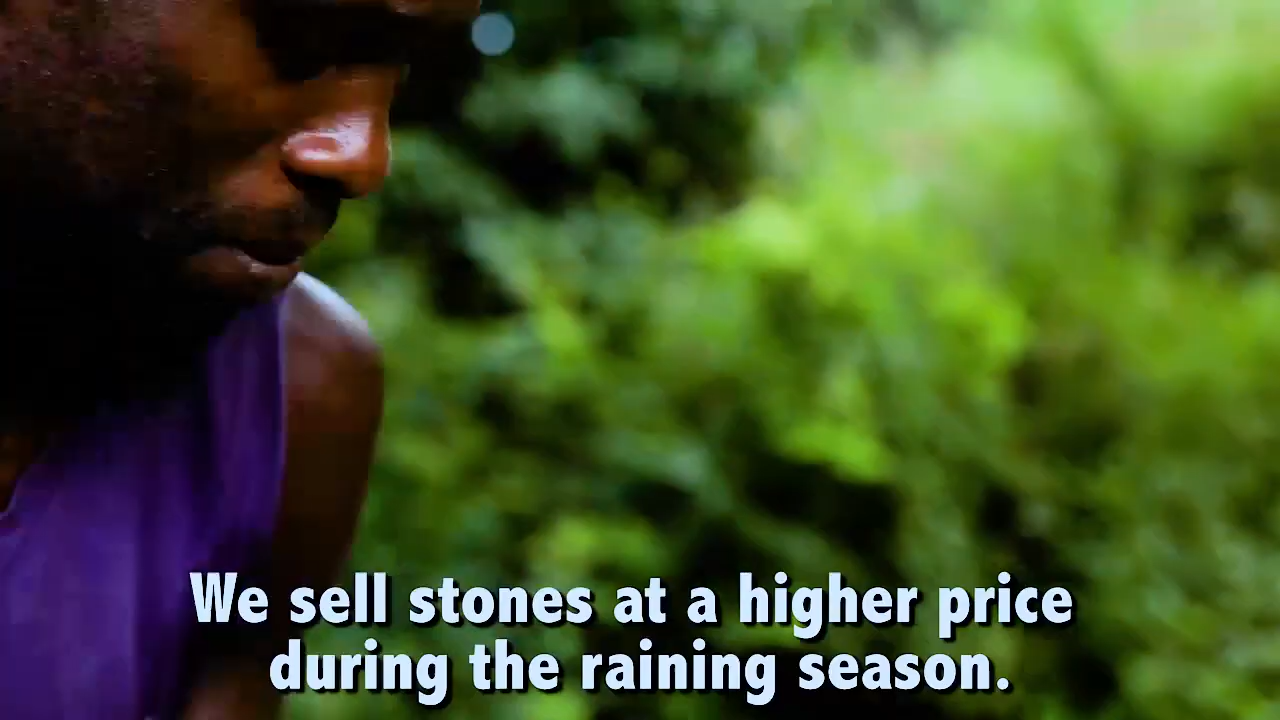 We sell stones at a higher price
during the raining season.